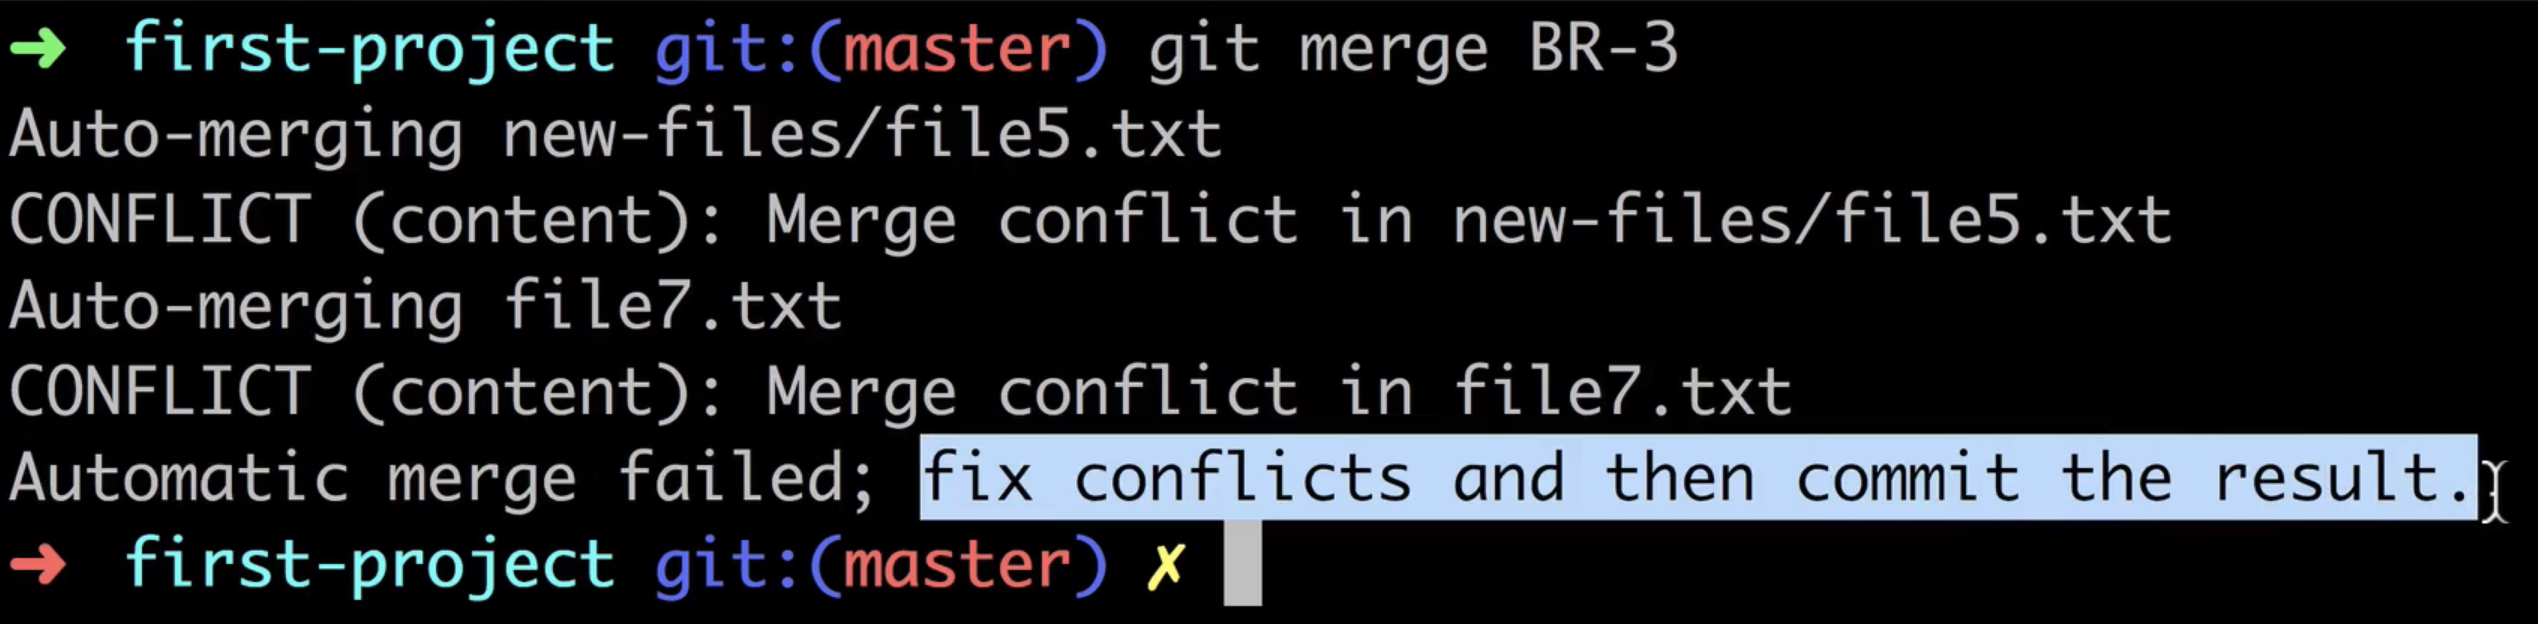 ➜ first-project git:(master) git merge BR-3
Auto-merging new-files/file5.txt
CONFLICT (content): Merge conflict in new-files/file5.txt
Auto-merging file7.txt
CONFLICT (content): Merge conflict in file7.txt
Automatic merge failed; fix conflicts and then commit the result.
➜ first-project git:(master) ✗